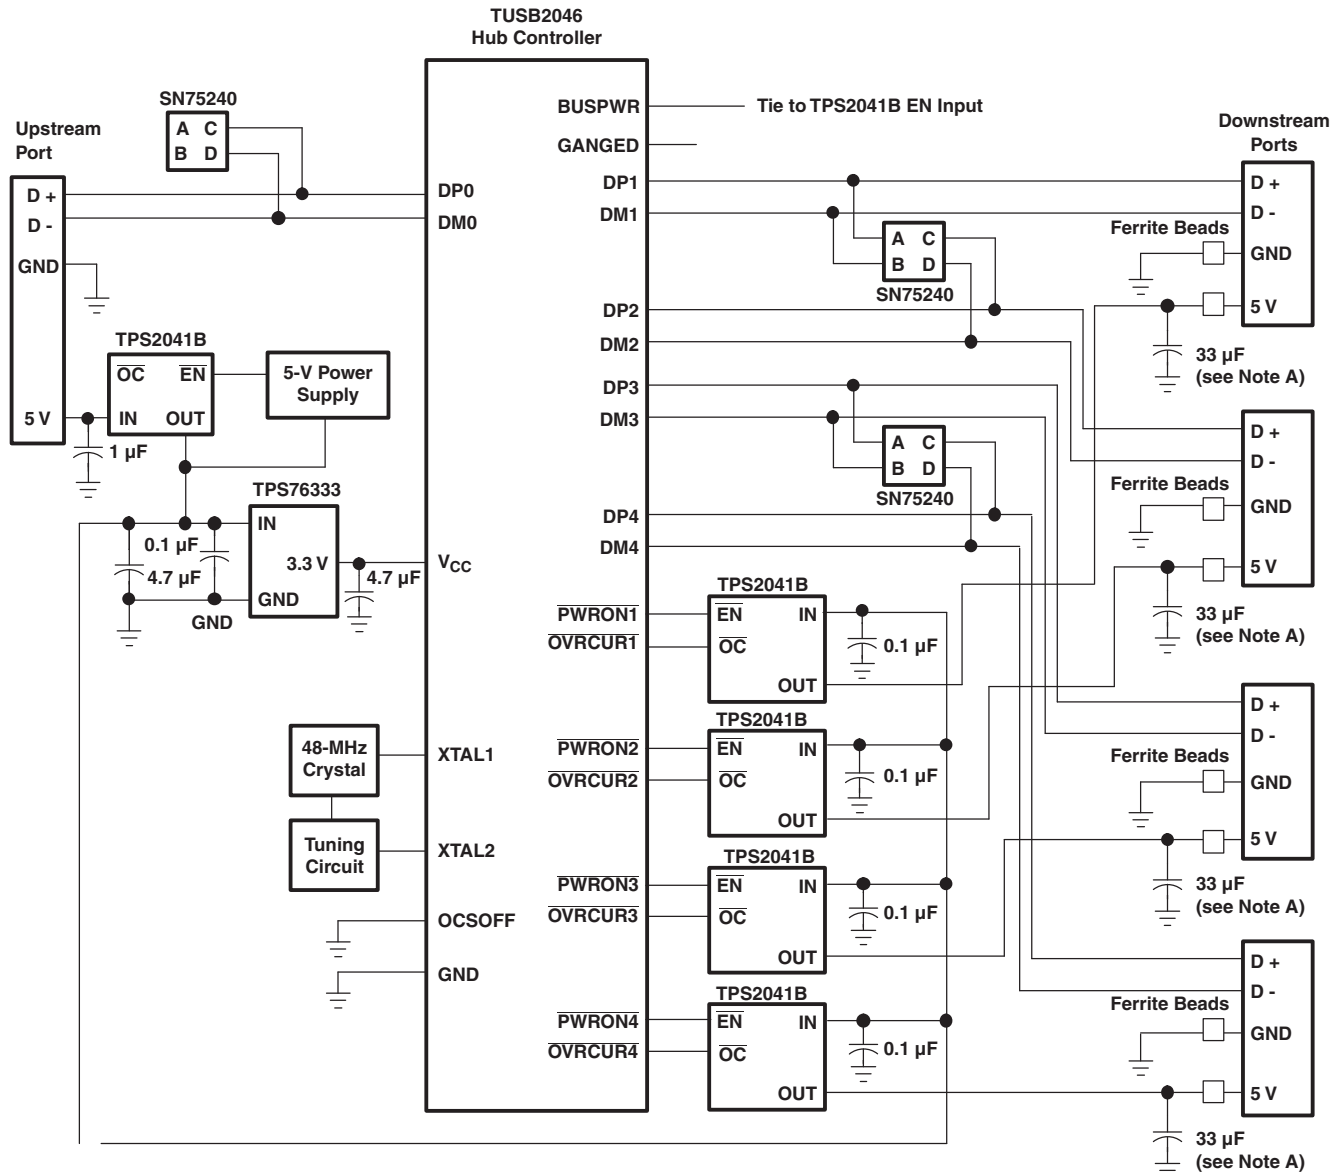 TUSB2046
Hub Controller
SN75240
A C
B D
Upstream
Port
D +
D -
GND
5 V
TPS2041B
OC EN
IN OUT
5-V Power
Supply
1 µF
TPS76333
IN
3.3 V
GND
0.1 µF
4.7 µF
GND
4.7 µF
48-MHz
Crystal
Tuning
Circuit
DP0
DM0
VCC
XTAL1
XTAL2
OCSOFF
GND
BUSPWR
Tie to TPS2041B EN Input
GANGED
DP1
DM1
DP2
DM2
DP3
DM3
DP4
DM4
PWRON1
OVRCUR1
PWRON2
OVRCUR2
PWRON3
OVRCUR3
PWRON4
OVRCUR4
A C
B D
SN75240
A C
B D
SN75240
TPS2041B
EN IN
OC
OUT
0.1 µF
TPS2041B
EN IN
OC
OUT
0.1 µF
TPS2041B
EN IN
OC
OUT
0.1 µF
TPS2041B
EN IN
OC
OUT
0.1 µF
Downstream
Ports
D +
D -
Ferrite Beads
GND
5 V
33 µF
(see Note A)
D +
D -
Ferrite Beads
GND
5 V
33 µF
(see Note A)
D +
D -
Ferrite Beads
GND
5 V
33 µF
(see Note A)
D +
D -
Ferrite Beads
GND
5 V
33 µF
(see Note A)